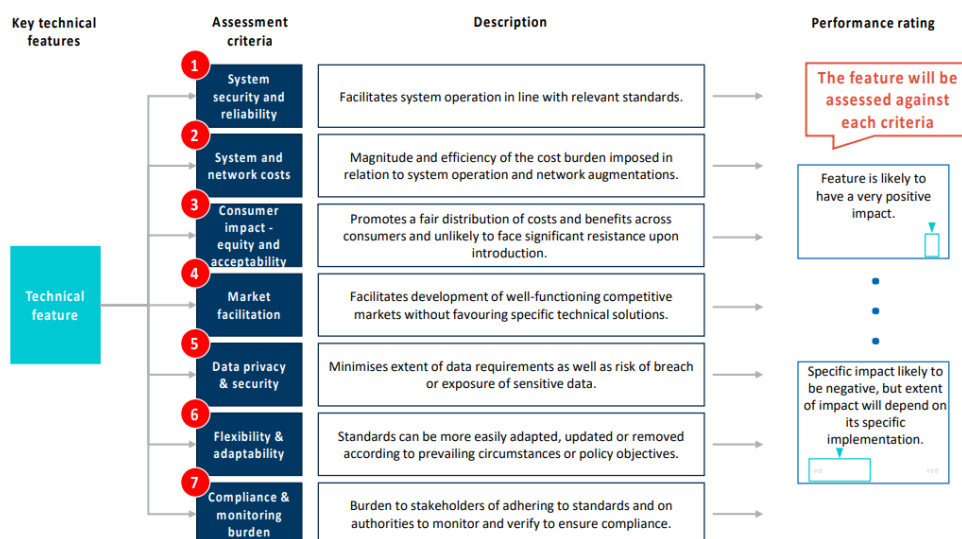 Key technical
features
Assessment
criteria
Description
Performance rating
Technical
feature
1
System
security and
reliability
Facilitates system operation in line with relevant standards.
2
System and
network costs
Magnitude and efficiency of the cost burden imposed in
relation to system operation and network augmentations.
3
Consumer
impact -
equity and
acceptability
Promotes a fair distribution of costs and benefits across
consumers and unlikely to face significant resistance upon
introduction.
4
Market
facilitation
Facilitates development of well-functioning competitive
markets without favouring specific technical solutions.
5
Data privacy
& security
Minimises extent of data requirements as well as risk of breach
or exposure of sensitive data.
6
Flexibility &
adaptability
Standards can be more easily adapted, updated or removed
according to prevailing circumstances or policy objectives.
7
Compliance &
monitoring
burden
Burden to stakeholders of adhering to standards and on
authorities to monitor and verify to ensure compliance.
The feature will be
assessed against
each criteria
Feature is likely to
have a very positive
impact.
Specific impact likely to
be negative, but extent
of impact will depend on
its specific
implementation.
-ve
+ve